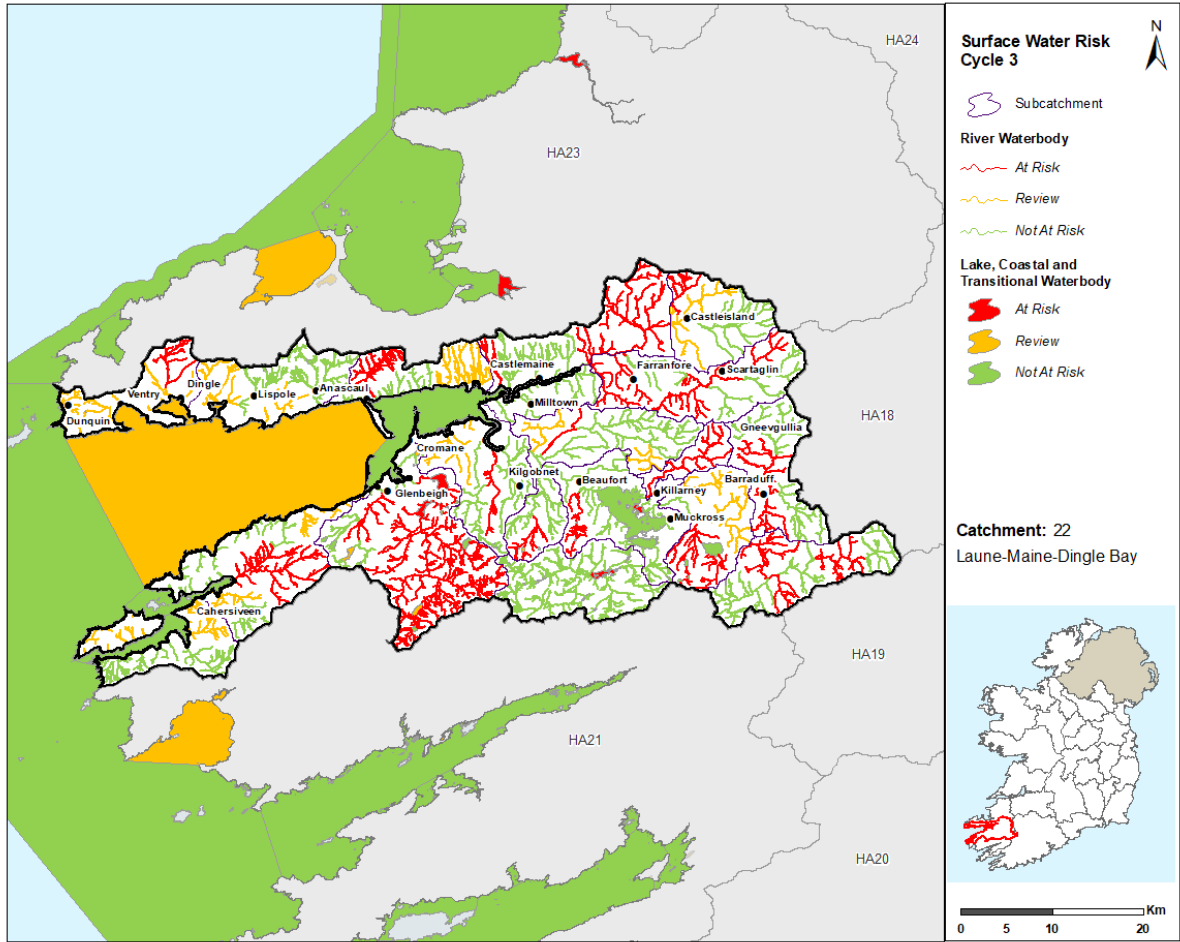 HA24
HA23
Castleisland
Castlemaine
Farranfore
Scartaglin
Dingle
Ventry
Anascaul
Lispole
Milltown
Dunquin
HA18
Gneevgullia
Cromane
Kilgobnet
Beaufort
Barraduff.
Glenbeigh
Killarney
Muckross
Cahersiveen
HA19
HA21
HA20
Surface Water Risk
Cycle 3
N
Subcatchment
River Waterbody
At Risk
Review
Not At Risk
Lake, Coastal and
Transitional Waterbody
At Risk
Review
Not At Risk
Catchment: 22
Laune-Maine-Dingle Bay
Km
0 5 10 20